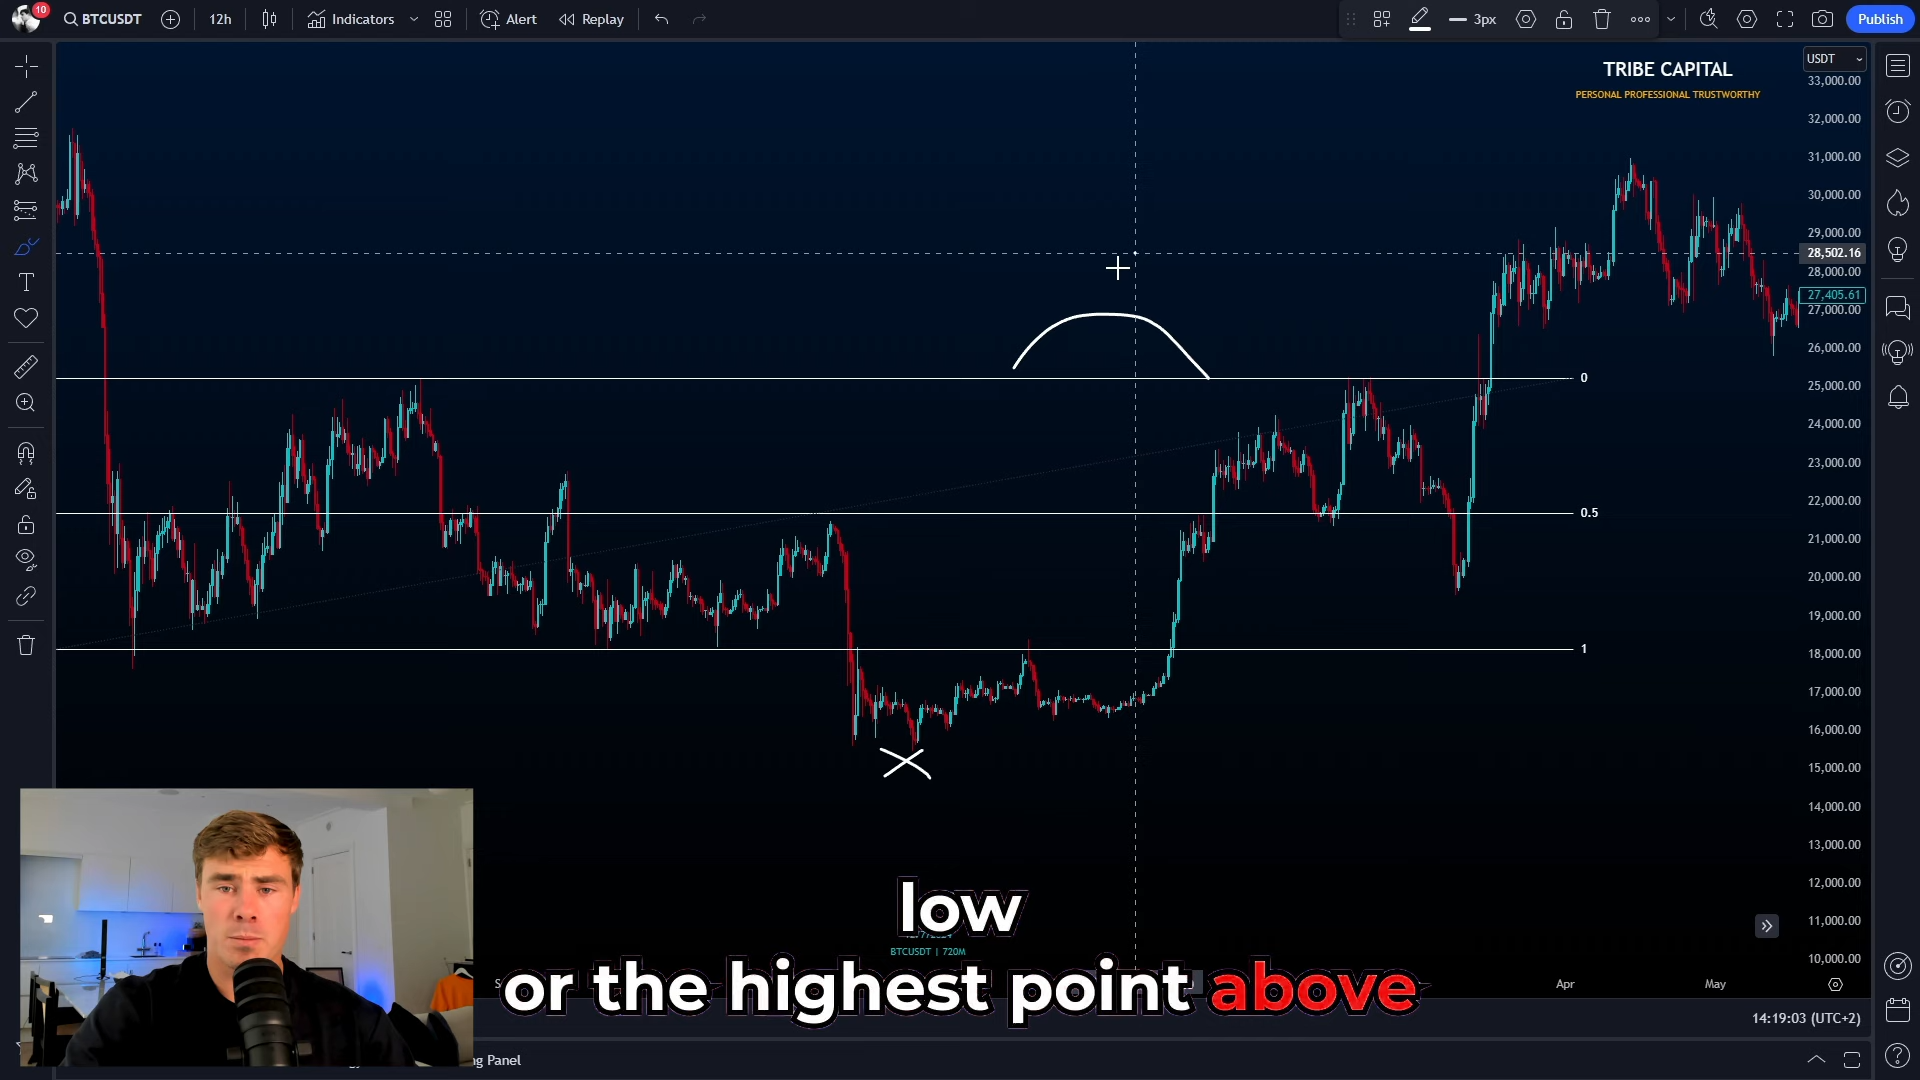 10
BTCUSDT
12h
Indicators
Alert
Replay
3px
Publish
TRIBE CAPITAL
PERSONAL PROFESSIONAL TRUSTWORTHY
USDT
33,000.00
32,000.00
31,000.00
30,000.00
29,000.00
28,502.16
28,000.00
27,405.61
27,000.00
26,000.00
0
25,000.00
24,000.00
23,000.00
22,000.00
0.5
21,000.00
20,000.00
19,000.00
1
18,000.00
17,000.00
16,000.00
15,000.00
14,000.00
13,000.00
12,000.00
11,000.00
10,000.00
low
BTCUSDT | 720M
or the highest point above
Apr
May
14:19:03 (UTC+2)
Panel